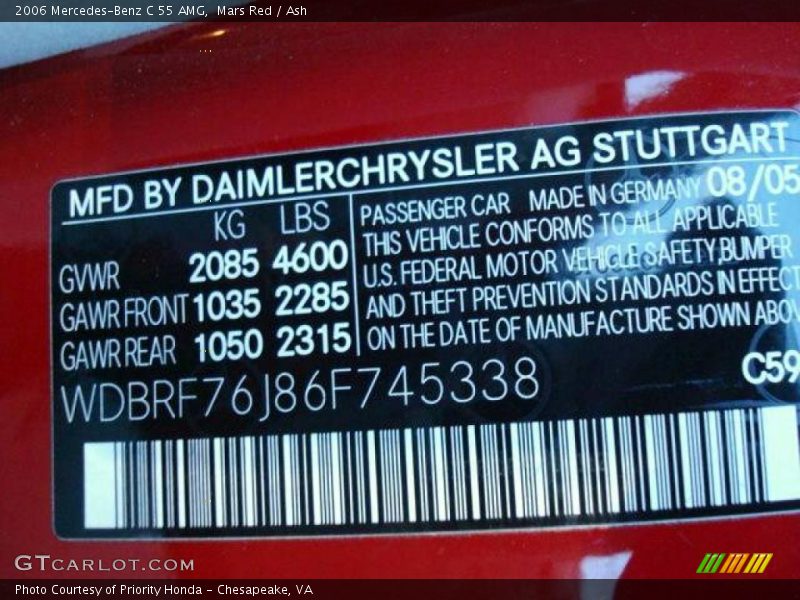 2006 Mercedes-Benz C 55 AMG,  Mars Red / Ash
MFD BY DAIMLERCHRYSLER AG STUTTGART
KG LBS
GVWR 2085 4600
GAWR FRONT 1035 2285
GAWR REAR 1050 2315
PASSENGER CAR MADE IN GERMANY 08/05
THIS VEHICLE CONFORMS TO ALL APPLICABLE
U.S. FEDERAL MOTOR VEHICLE SAFETY, BUMPER
AND THEFT PREVENTION STANDARDS IN EFFECT
ON THE DATE OF MANUFACTURE SHOWN ABOV
WDBRF76J86F745338
C59
GTCARLOT.COM
Photo Courtesy of Priority Honda - Chesapeake, VA